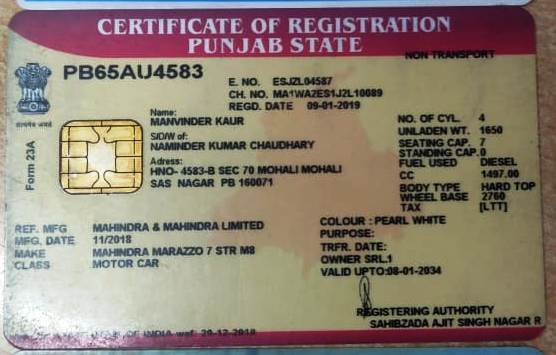 CERTIFICATE OF REGISTRATION
PUNJAB STATE
NON TRANSPORT
PB65AU4583
E. NO. ESJZL04587
CH. NO. MA1WA2ES1J2L10089
REGD. DATE 09-01-2019
सत्यमेव जयते
Form 23A
Name:
MANVINDER KAUR
S/D/W of:
NAMINDER KUMAR CHAUDHARY
Adress:
HNO- 4583-B SEC 70 MOHALI MOHALI
SAS NAGAR PB 160071
NO. OF CYL. 4
UNLADEN WT. 1650
SEATING CAP. 7
STANDING CAP. 0
FUEL USED DIESEL
CC 1497.00
BODY TYPE HARD TOP
WHEEL BASE 2760
TAX [LTT]
REF. MFG MAHINDRA & MAHINDRA LIMITED
MFG. DATE 11/2018
MAKE MAHINDRA MARAZZO 7 STR M8
CLASS MOTOR CAR
COLOUR : PEARL WHITE
PURPOSE:
TRFR. DATE:
OWNER SRL.1
VALID UPTO:08-01-2034
REGISTERING AUTHORITY
SAHIBZADA AJIT SINGH NAGAR R
OF INDIA wef: 20-12-2018